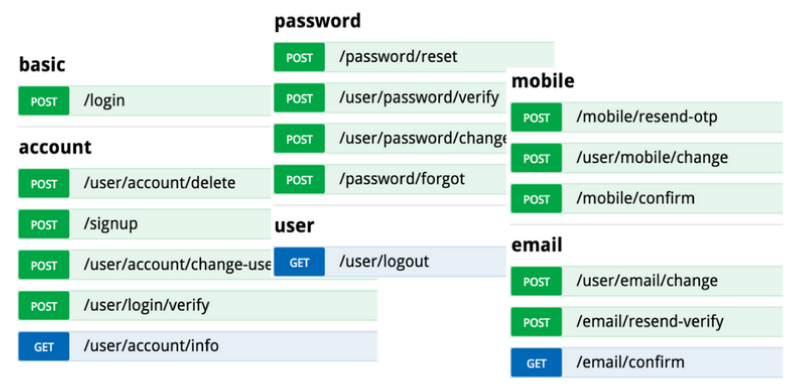 basic
POST /login
account
POST /user/account/delete
POST /signup
POST /user/account/change-use
POST /user/login/verify
GET /user/account/info
password
POST /password/reset
POST /user/password/verify
POST /user/password/change
POST /password/forgot
user
GET /user/logout
mobile
POST /mobile/resend-otp
POST /user/mobile/change
POST /mobile/confirm
email
POST /user/email/change
POST /email/resend-verify
GET /email/confirm